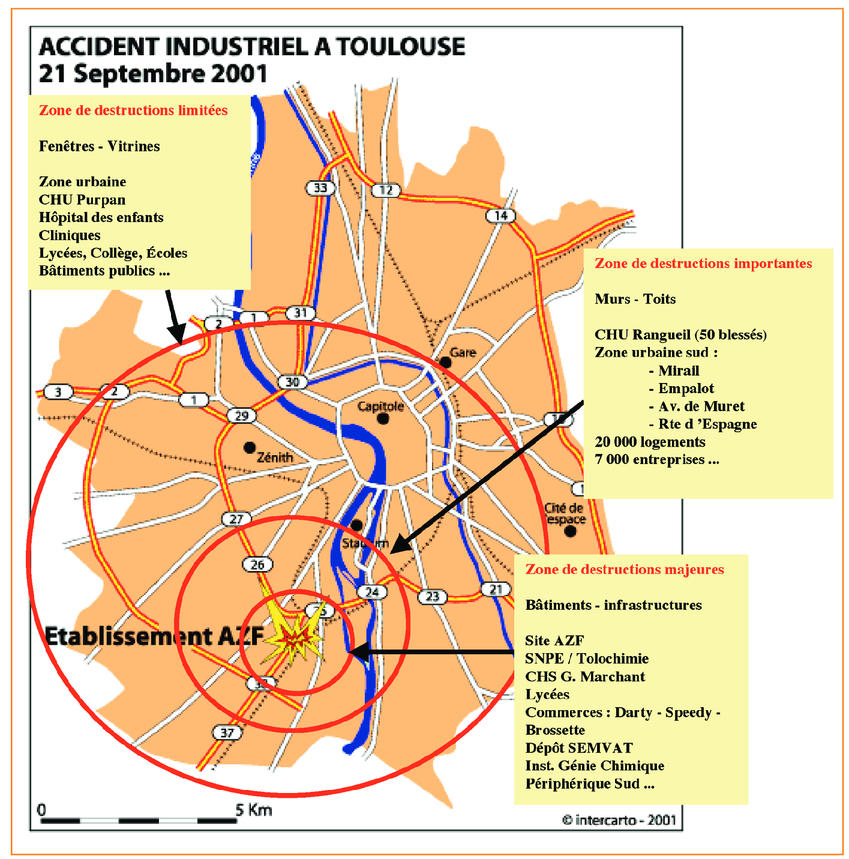 ACCIDENT INDUSTRIEL A TOULOUSE
21 Septembre 2001
Zone de destructions limitées
Fenêtres - Vitrines
Zone urbaine
CHU Purpan
Hôpital des enfants
Cliniques
Lycées, Collège, Écoles
Bâtiments publics ...
33
12
14
Zone de destructions importantes
Murs - Toits
CHU Rangueil (50 blessés)
Zone urbaine sud :
- Mirail
- Empalot
- Av. de Muret
- Rte d ’Espagne
20 000 logements
7 000 entreprises ...
2
1
31
Gare
30
3
2
1
29
Capitole
Zénith
27
Cité de
l'espace
Stadium
26
24
23
21
25
Etablissement AZF
37
Zone de destructions majeures
Bâtiments - infrastructures
Site AZF
SNPE / Tolochimie
CHS G. Marchant
Lycées
Commerces : Darty - Speedy -
Brossette
Dépôt SEMVAT
Inst. Génie Chimique
Périphérique Sud ...
0
5 Km
© intercarto - 2001